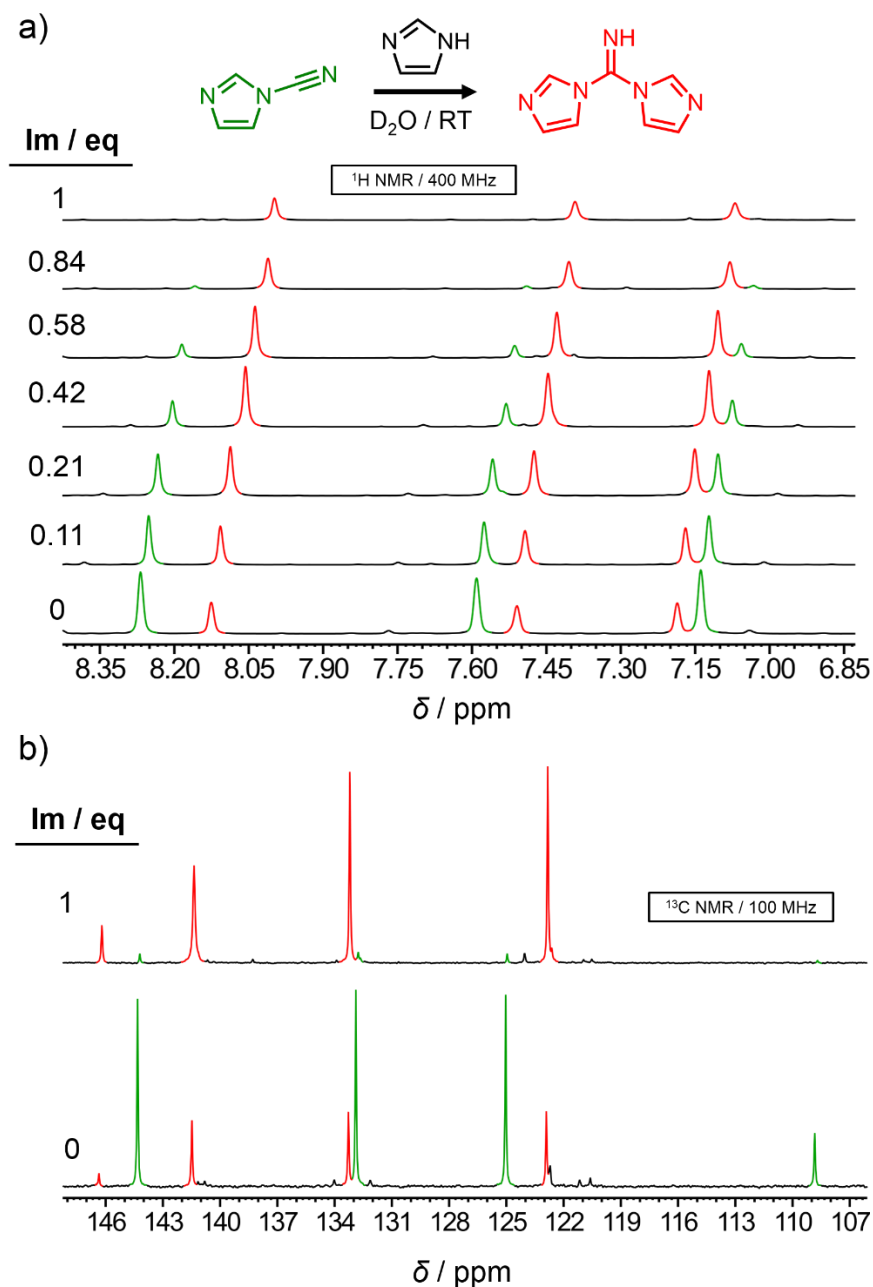 a)
N
NH
N
N
N
D₂O / RT
NH
N
N
N
N
Im / eq
¹H NMR / 400 MHz
1
0.84
0.58
0.42
0.21
0.11
0
8.35 8.20 8.05 7.90 7.75 7.60 7.45 7.30 7.15 7.00 6.85
δ / ppm
b)
Im / eq
1
¹³C NMR / 100 MHz
0
146 143 140 137 134 131 128 125 122 119 116 113 110 107
δ / ppm